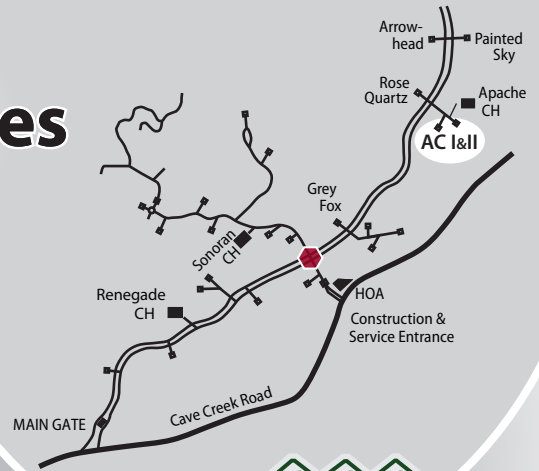 Arrow-
head
Painted
Sky
Rose
Quartz
Apache
CH
AC I&II
es
Grey
Fox
Sonoran
CH
Renegade
CH
HOA
Construction &
Service Entrance
Cave Creek Road
MAIN GATE